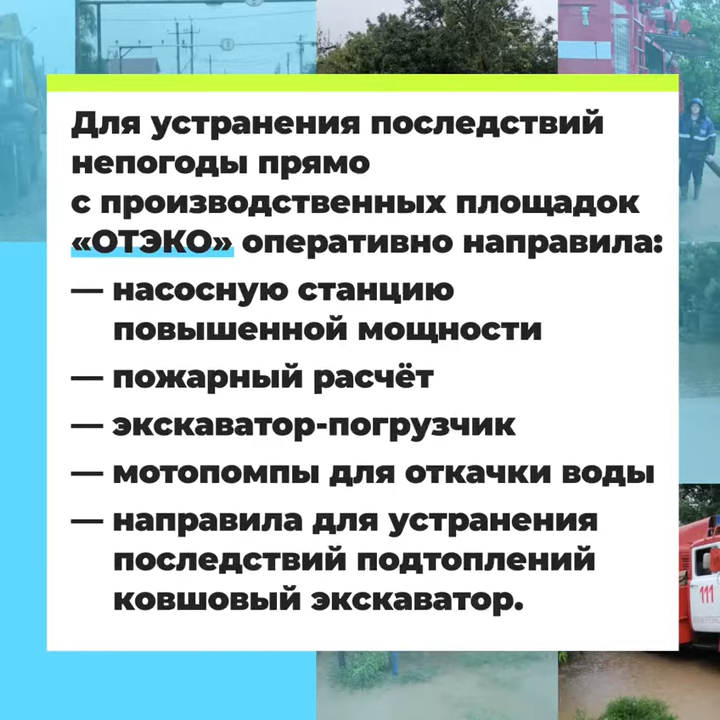 Для устранения последствий
непогоды прямо
с производственных площадок
«ОТЭКО» оперативно направила:
— насосную станцию
повышенной мощности
— пожарный расчёт
— экскаватор-погрузчик
— мотопомпы для откачки воды
— направила для устранения
последствий подтоплений
ковшовый экскаватор.
111